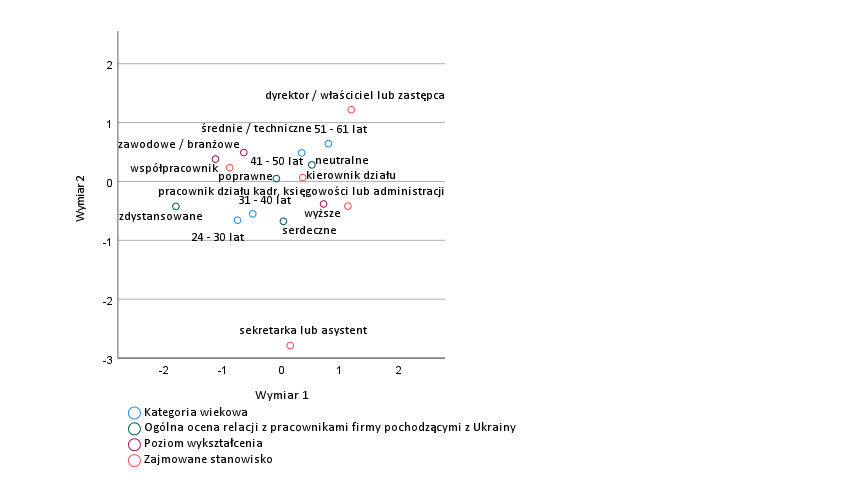 2
dyrektor / właściciel lub zastępca
1
średnie / techniczne
51 - 61 lat
zawodowe / branżowe
41 - 50 lat
neutralne
współpracownik
poprawne
kierownik działu
0
pracownik działu kadr, księgowości lub administracji
31 - 40 lat
zdystansowane
wyższe
serdeczne
24 - 30 lat
-1
-2
sekretarka lub asystent
-3
Wymiar 2
-2 -1 0 1 2
Wymiar 1
Kategoria wiekowa
Ogólna ocena relacji z pracownikami firmy pochodzącymi z Ukrainy
Poziom wykształcenia
Zajmowane stanowisko